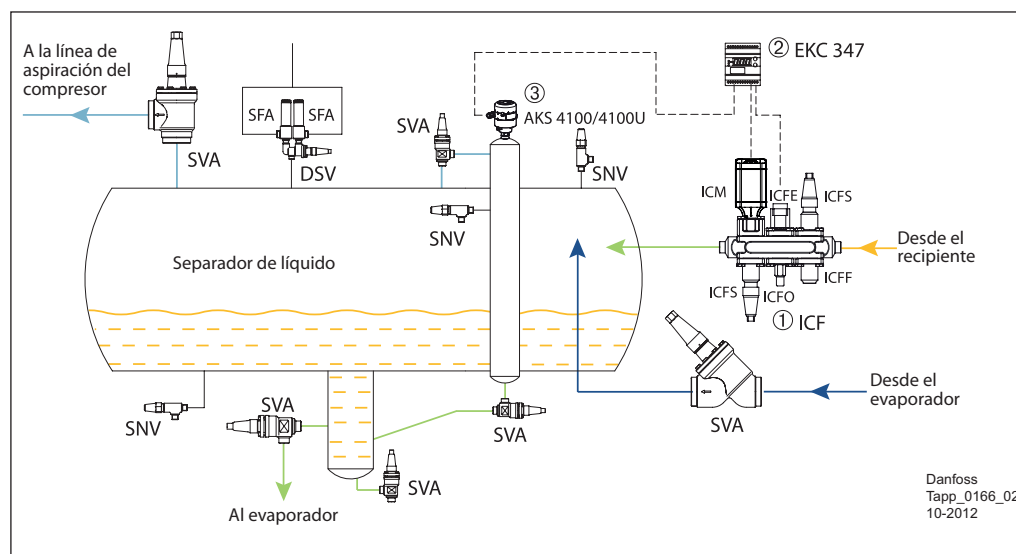 A la línea de
aspiración del
compresor
SVA
SFA
SFA
DSV
SVA
③
AKS 4100/4100U
② EKC 347
SNV
SNV
ICM
ICFE
ICFS
Desde el
recipiente
ICFS
ICFO
ICFF
① ICF
Separador de líquido
Desde el
evaporador
SVA
SNV
SVA
SVA
SVA
Al evaporador
Danfoss
Tapp_0166_02
10-2012